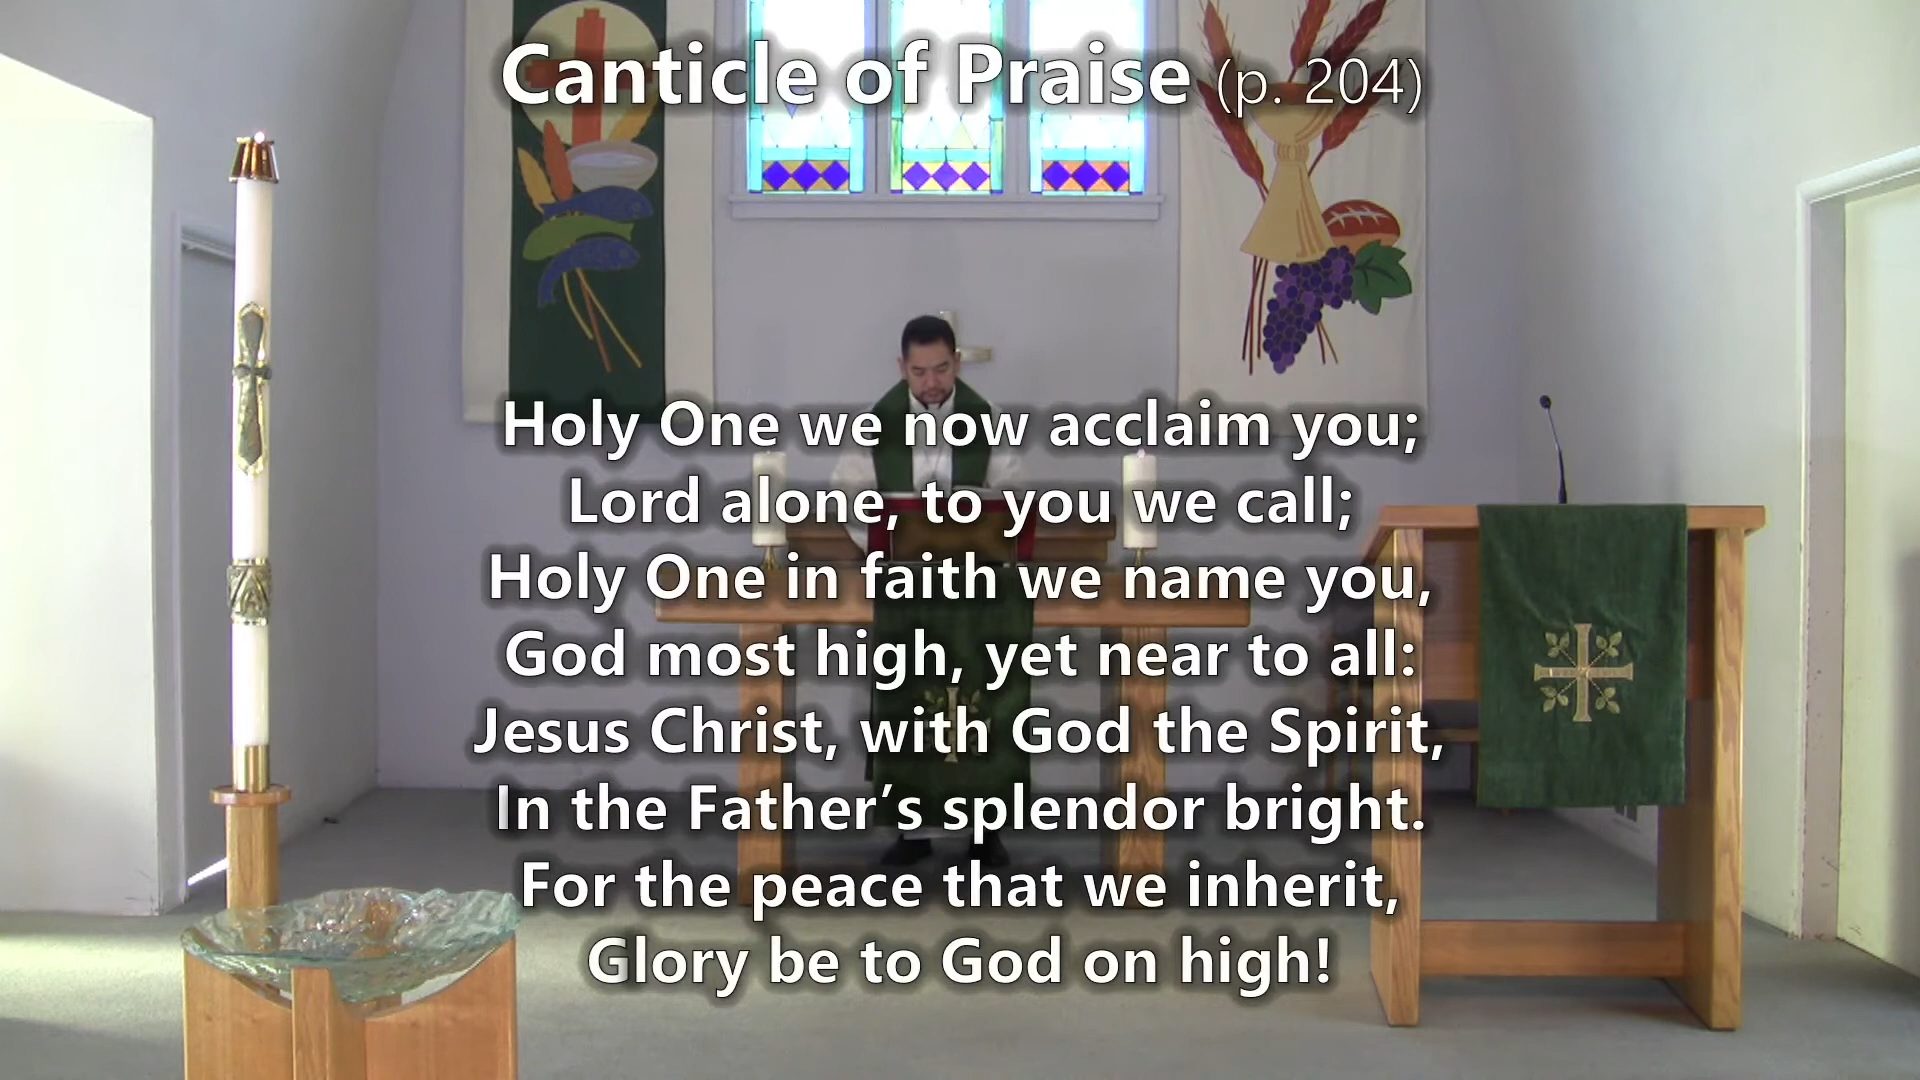 Canticle of Praise (p. 204)
Holy One we now acclaim you;
Lord alone, to you we call;
Holy One in faith we name you,
God most high, yet near to all:
Jesus Christ, with God the Spirit,
In the Father’s splendor bright.
For the peace that we inherit,
Glory be to God on high!